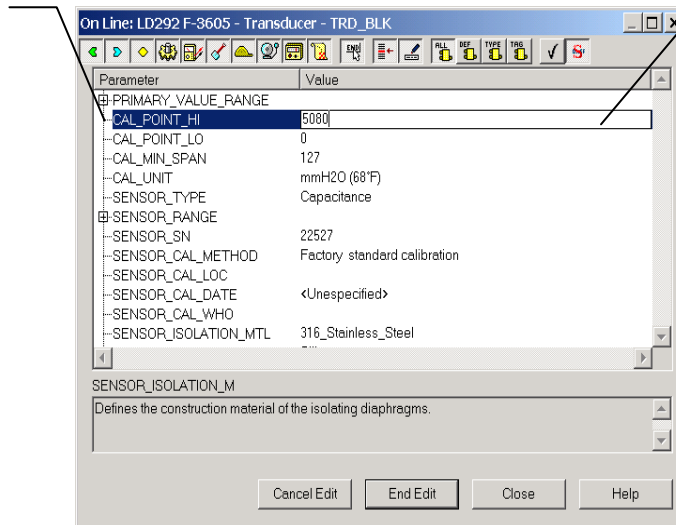 On Line: LD292 F-3605 - Transducer - TRD_BLK
END ALL DEF TYPE TAG
Parameter Value
PRIMARY_VALUE_RANGE
CAL_POINT_HI 5080
CAL_POINT_LO 0
CAL_MIN_SPAN 127
CAL_UNIT mmH2O (68°F)
SENSOR_TYPE Capacitance
SENSOR_RANGE
SENSOR_SN 22527
SENSOR_CAL_METHOD Factory standard calibration
SENSOR_CAL_LOC
SENSOR_CAL_DATE <Unspecified>
SENSOR_CAL_WHO
SENSOR_ISOLATION_MTL 316_Stainless_Steel
SENSOR_ISOLATION_M
Defines the construction material of the isolating diaphragms.
Cancel Edit End Edit Close Help